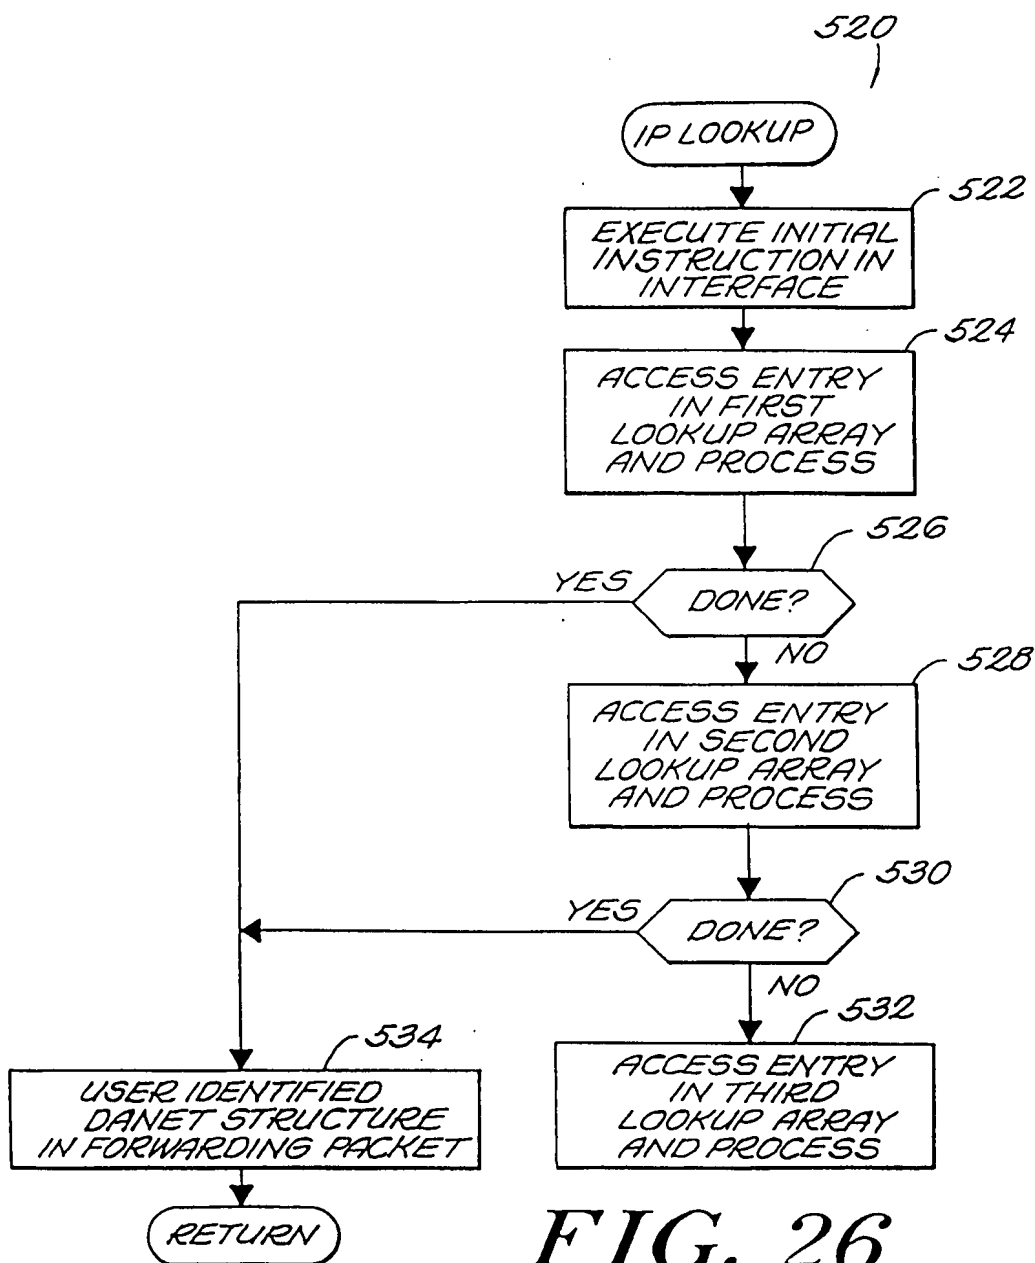 520
IP LOOKUP
522
EXECUTE INITIAL
INSTRUCTION IN
INTERFACE
524
ACCESS ENTRY
IN FIRST
LOOKUP ARRAY
AND PROCESS
526
YES
DONE?
NO
528
ACCESS ENTRY
IN SECOND
LOOKUP ARRAY
AND PROCESS
530
YES
DONE?
NO
532
ACCESS ENTRY
IN THIRD
LOOKUP ARRAY
AND PROCESS
534
USER IDENTIFIED
DANET STRUCTURE
IN FORWARDING PACKET
RETURN
FIG. 26